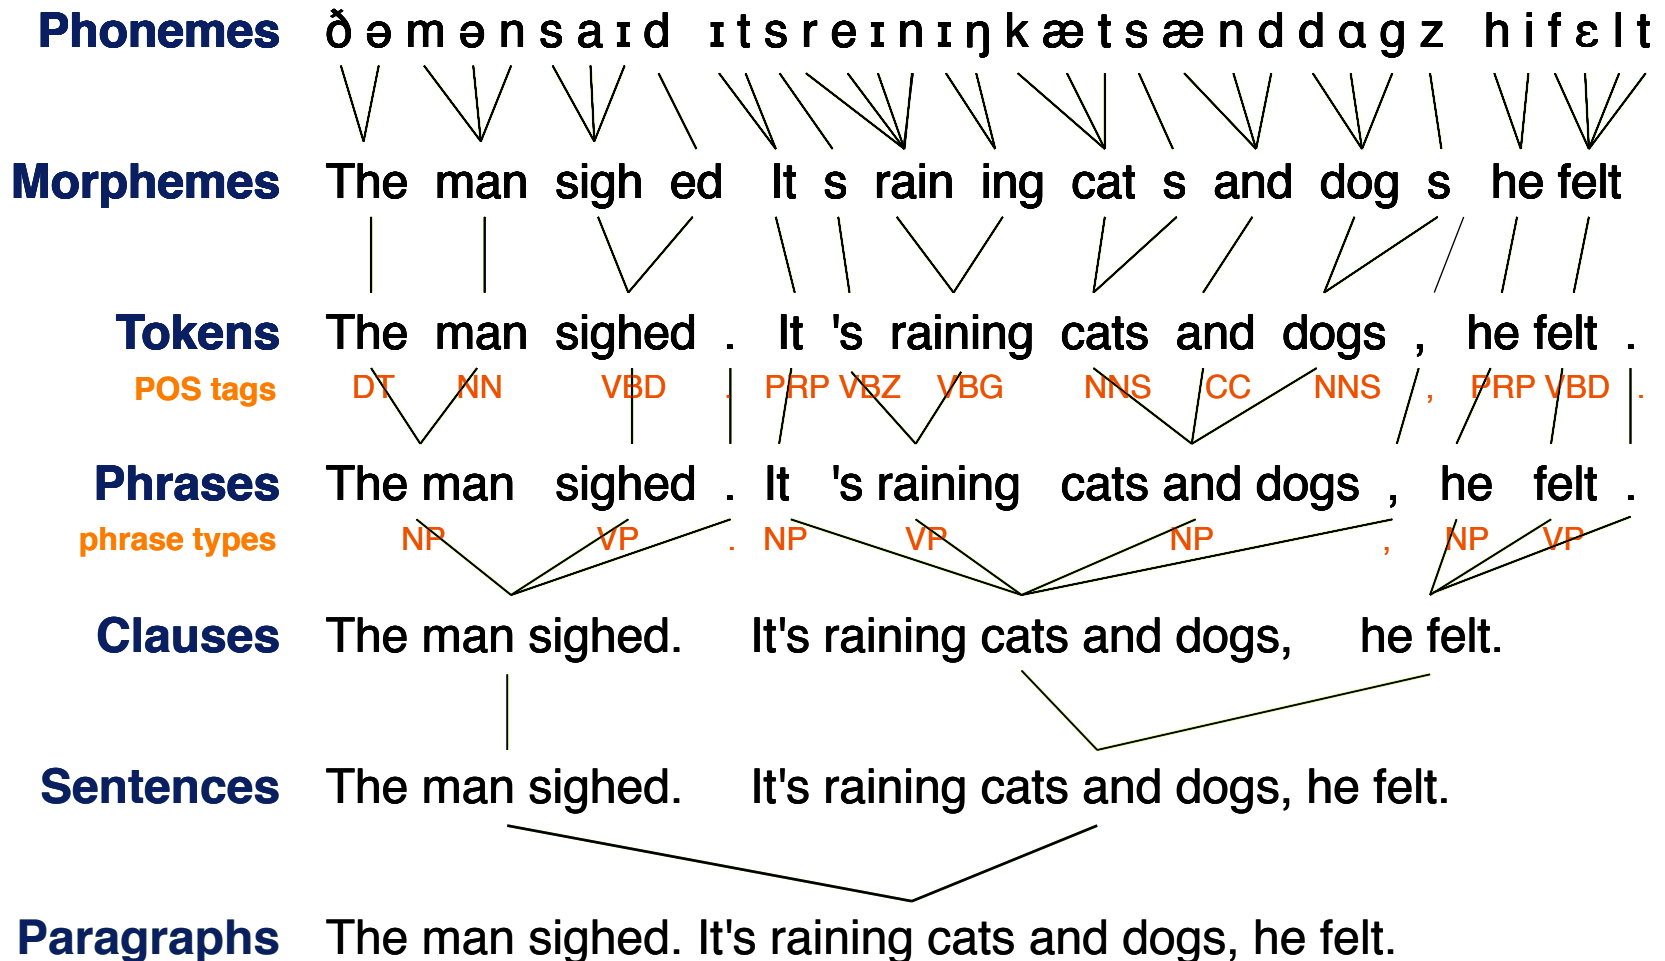 Phonemes ð ə m ə n s a ɪ d ɪ t s r e ɪ n ɪ ŋ k æ t s æ n d d ɑ g z h i f ɛ l t
Morphemes The man sigh ed It s rain ing cat s and dog s he felt
Tokens The man sighed . It 's raining cats and dogs , he felt .
POS tags DT NN VBD . PRP VBZ VBG NNS CC NNS , PRP VBD .
Phrases The man sighed . It 's raining cats and dogs , he felt .
phrase types NP VP . NP VP NP , NP VP
Clauses The man sighed. It's raining cats and dogs, he felt.
Sentences The man sighed. It's raining cats and dogs, he felt.
Paragraphs The man sighed. It's raining cats and dogs, he felt.